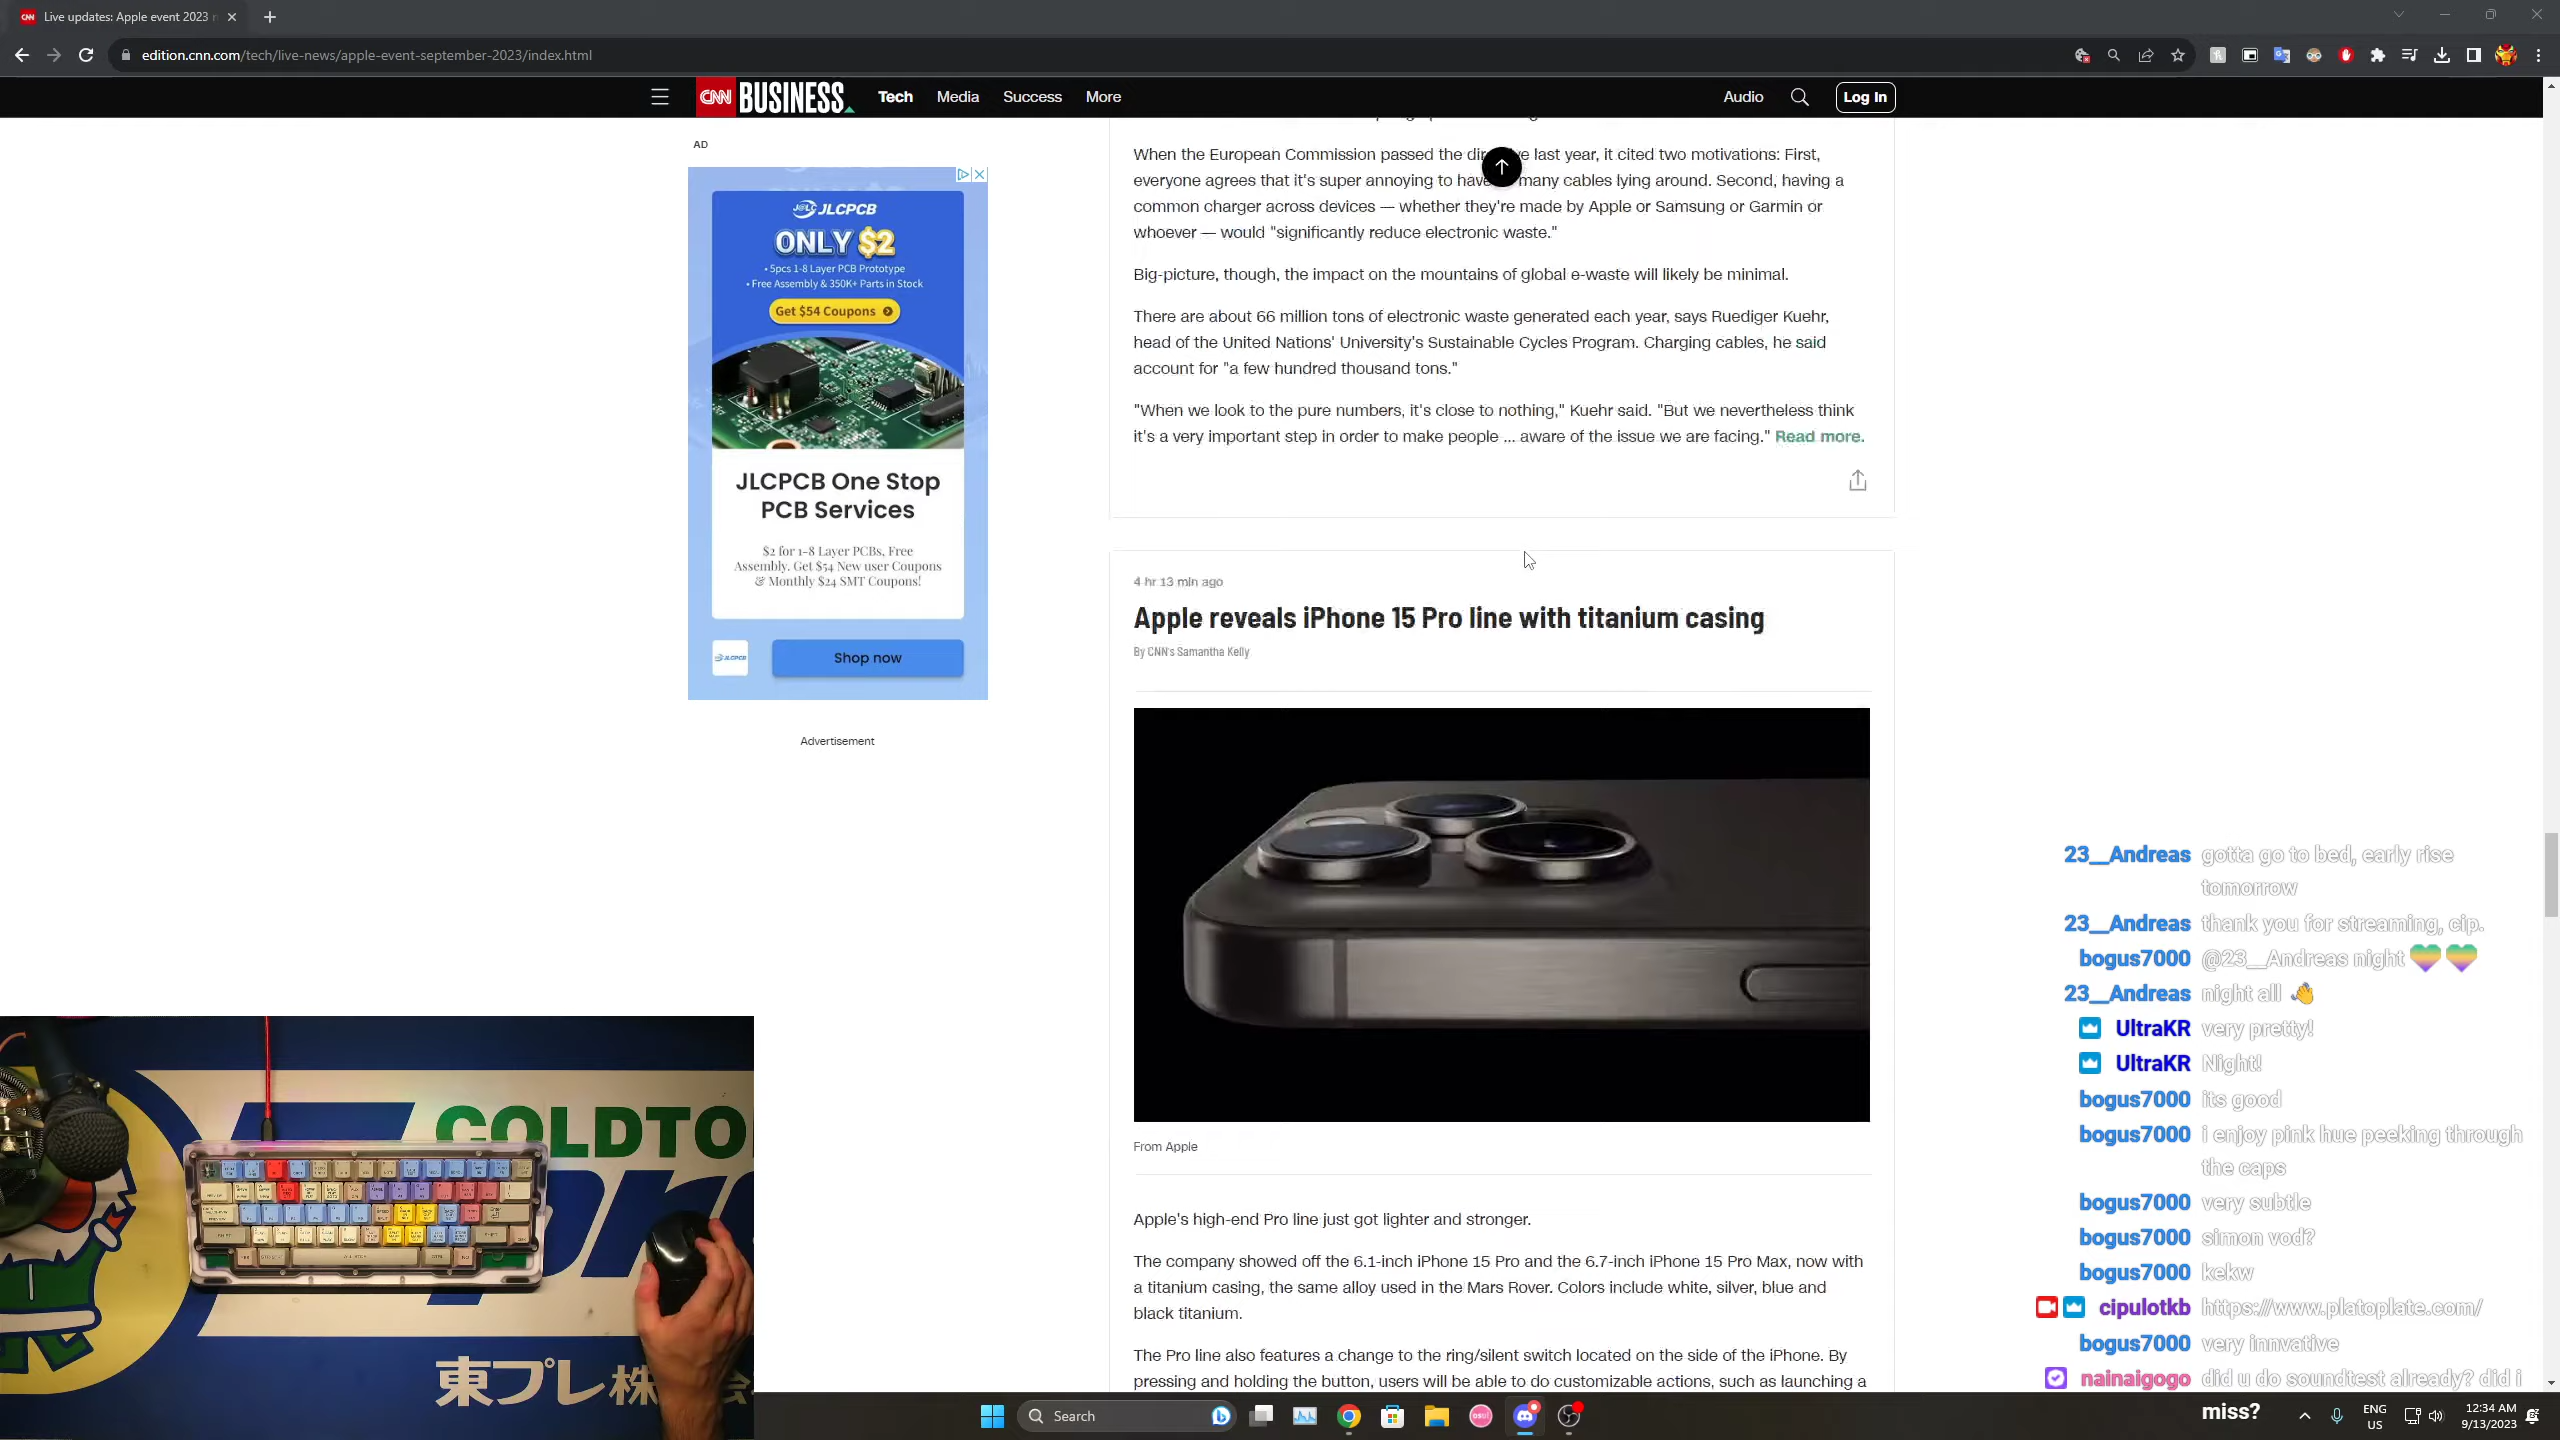 Live updates: Apple event 2023
edition.cnn.com/tech/live-news/apple-event-september-2023/index.html
CNN BUSINESS
Tech
Media
Success
More
Audio
Log In
AD
JLCPCB
ONLY $2
• 5pcs 1-8 Layer PCB Prototype
• Free Assembly & 350K+ Parts in Stock
Get $54 Coupons
JLCPCB One Stop
PCB Services
$2 for 1-8 Layer PCBs, Free
Assembly. Get $54 New user Coupons
& Monthly $24 SMT Coupons!
JLCPCB
Shop now
Advertisement
When the European Commission passed the last year, it cited two motivations: First,
everyone agrees that it's super annoying to have many cables lying around. Second, having a
common charger across devices — whether they're made by Apple or Samsung or Garmin or
whoever — would "significantly reduce electronic waste."
Big-picture, though, the impact on the mountains of global e-waste will likely be minimal.
There are about 66 million tons of electronic waste generated each year, says Ruediger Kuehr,
head of the United Nations' University's Sustainable Cycles Program. Charging cables, he said
account for "a few hundred thousand tons."
"When we look to the pure numbers, it's close to nothing," Kuehr said. "But we nevertheless think
it's a very important step in order to make people ... aware of the issue we are facing." Read more.
4 hr 13 min ago
Apple reveals iPhone 15 Pro line with titanium casing
By CNN's Samantha Kelly
From Apple
Apple's high-end Pro line just got lighter and stronger.
The company showed off the 6.1-inch iPhone 15 Pro and the 6.7-inch iPhone 15 Pro Max, now with
a titanium casing, the same alloy used in the Mars Rover. Colors include white, silver, blue and
black titanium.
The Pro line also features a change to the ring/silent switch located on the side of the iPhone. By
pressing and holding the button, users will be able to do customizable actions, such as launching a
23__Andreas gotta go to bed, early rise
tomorrow
23__Andreas thank you for streaming, cip.
bogus7000 @23__Andreas night
23__Andreas night all
UltraKR very pretty!
UltraKR Night!
bogus7000 its good
bogus7000 i enjoy pink hue peeking through
the caps
bogus7000 very subtle
bogus7000 simon vod?
bogus7000 kekw
cipulotkb https://www.platoplate.com/
bogus7000 very innvative
nainaigogo did u do soundtest already? did i
miss?
COLDTO
東プレ株
Search
ENG
US
12:34 AM
9/13/2023